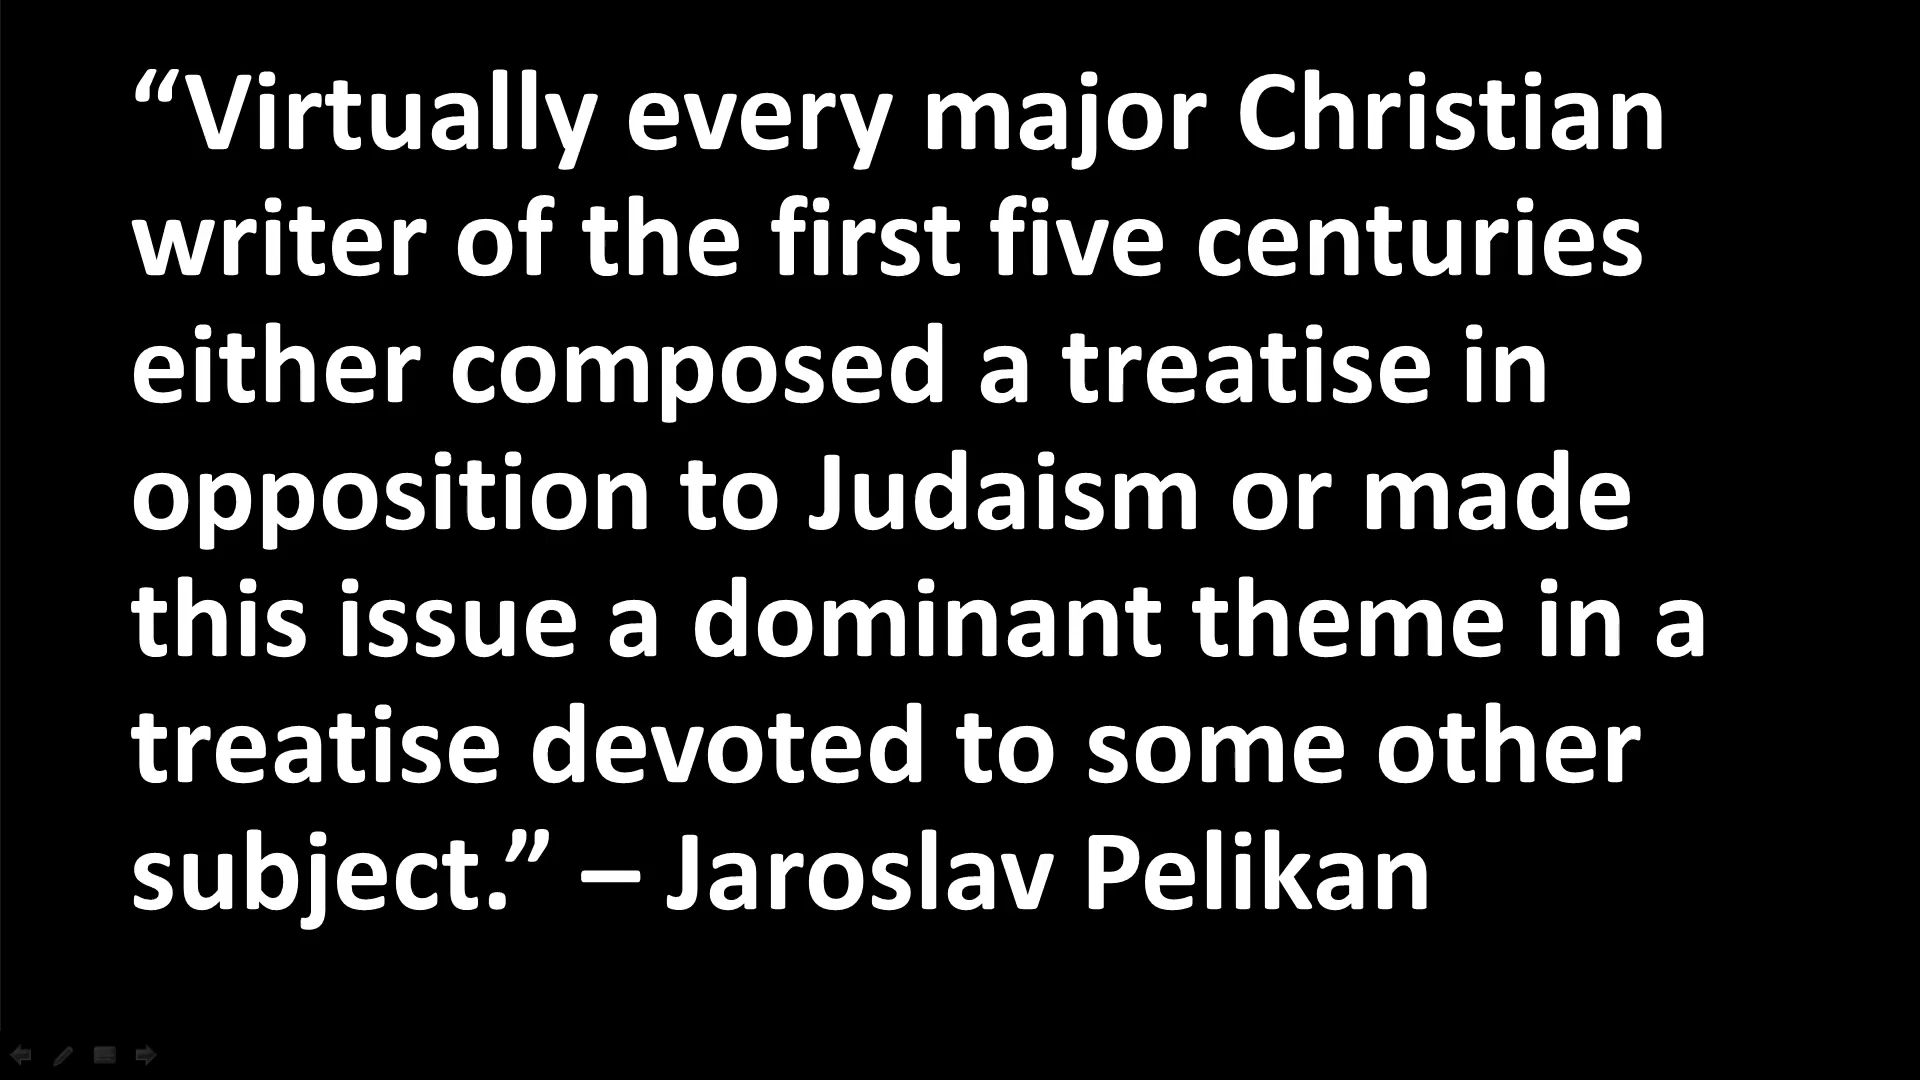 “Virtually every major Christian
writer of the first five centuries
either composed a treatise in
opposition to Judaism or made
this issue a dominant theme in a
treatise devoted to some other
subject.” – Jaroslav Pelikan